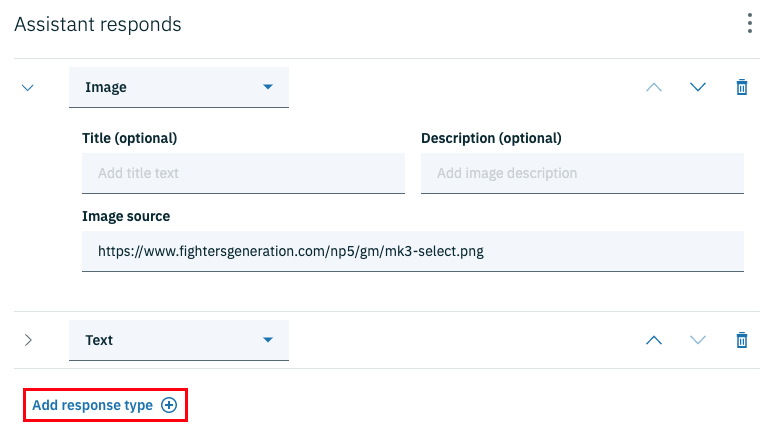 Assistant responds
Image
Title (optional) Description (optional)
Add title text Add image description
Image source
https://www.fightersgeneration.com/np5/gm/mk3-select.png
Text
Add response type